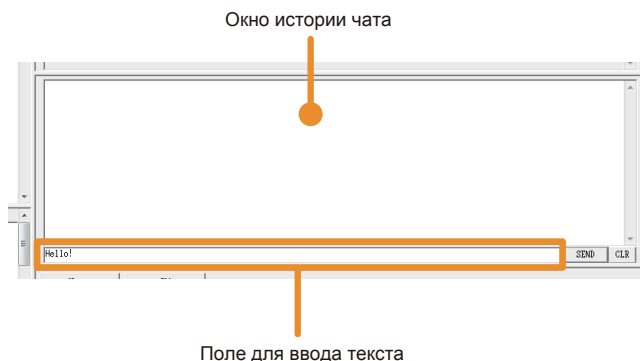 Окно истории чата
Hello!
SEND
CLR
Поле для ввода текста